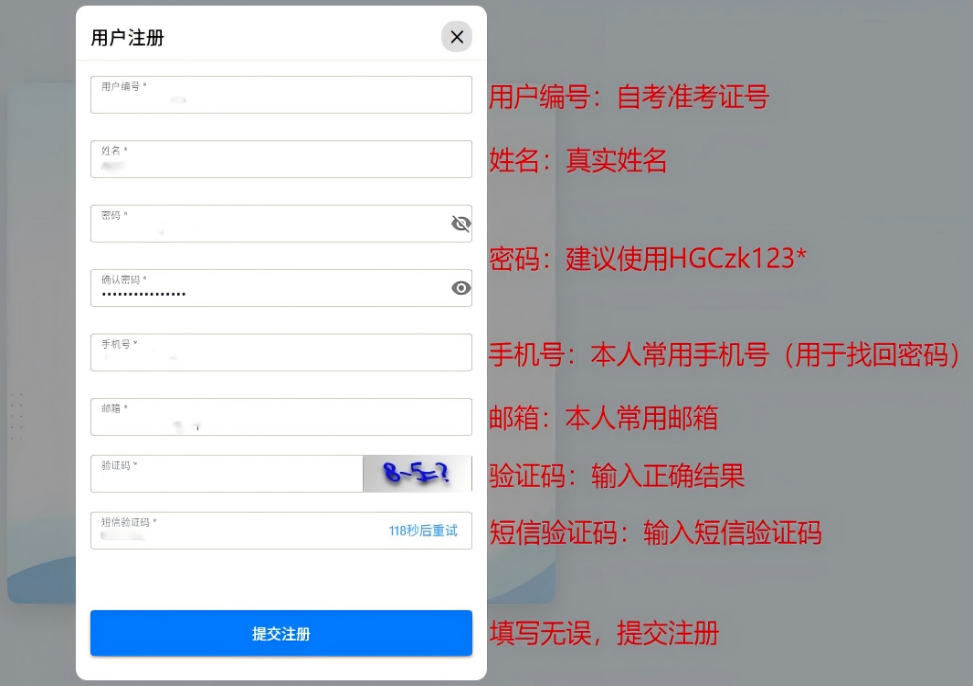 用户注册
用户编号 *
用户编号：自考准考证号
姓名 *
姓名：真实姓名
密码 *
密码：建议使用HGCzk123*
确认密码 *
••••••••••••••••
手机号 *
手机号：本人常用手机号（用于找回密码）
邮箱 *
邮箱：本人常用邮箱
验证码 *
8-5=?
验证码：输入正确结果
短信验证码 *
118秒后重试
短信验证码：输入短信验证码
提交注册
填写无误，提交注册